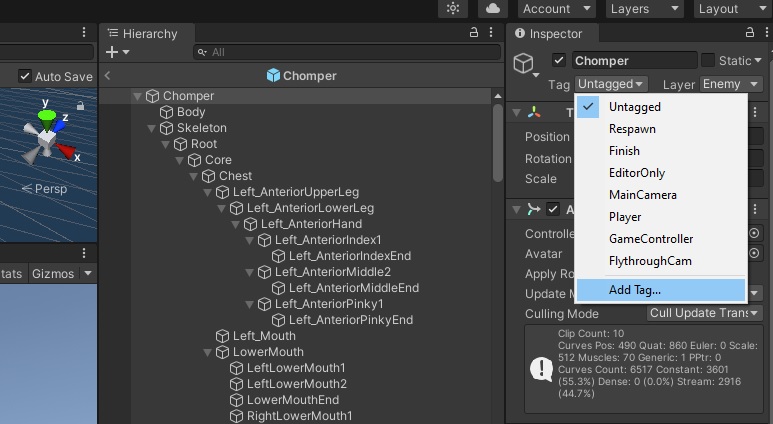 Account Layers Layout
Hierarchy
Inspector
All
Auto Save
Chomper
Chomper
Static
Tag Untagged Layer Enemy
Chomper
Body
Skeleton
Root
Core
Chest
Left_AnteriorUpperLeg
Left_AnteriorLowerLeg
Left_AnteriorHand
Left_AnteriorIndex1
Left_AnteriorIndexEnd
Left_AnteriorMiddle2
Left_AnteriorMiddleEnd
Left_AnteriorPinky1
Left_AnteriorPinkyEnd
Left_Mouth
LowerMouth
LeftLowerMouth1
LeftLowerMouth2
LowerMouthEnd
RightLowerMouth1
y
z
x
Persp
tats Gizmos
Untagged
Respawn
Finish
EditorOnly
MainCamera
Player
GameController
FlythroughCam
Add Tag...
T
Position
Rotation
Scale
A
Controlle
Avatar
Apply Ro
Update M
Culling Mode Cull Update Trans
Clip Count: 10
Curves Pos: 490 Quat: 860 Euler: 0 Scale:
512 Muscles: 70 Generic: 1 PPtr: 0
Curves Count: 6517 Constant: 3601
(55.3%) Dense: 0 (0.0%) Stream: 2916
(44.7%)